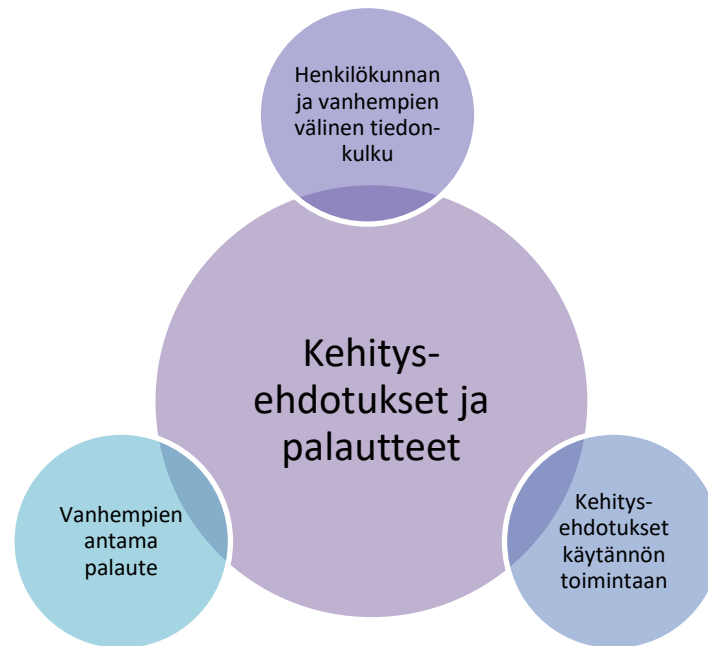 Henkilökunnan
ja vanhempien
välinen tiedon-
kulku
Kehitys-
ehdotukset ja
palautteet
Vanhempien
antama
palaute
Kehitys-
ehdotukset
käytännön
toimintaan